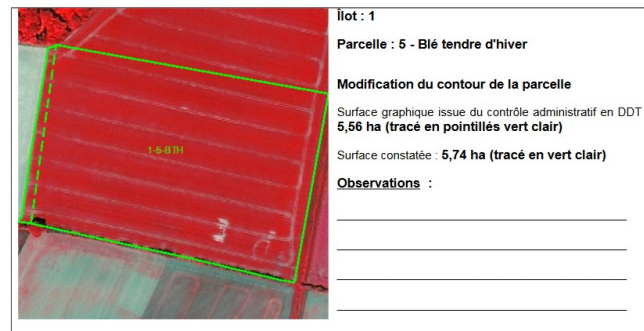 Îlot : 1
Parcelle : 5 - Blé tendre d'hiver
Modification du contour de la parcelle
Surface graphique issue du contrôle administratif en DDT
5,56 ha (tracé en pointillés vert clair)
Surface constatée : 5,74 ha (tracé en vert clair)
Observations :
1-5-BTH